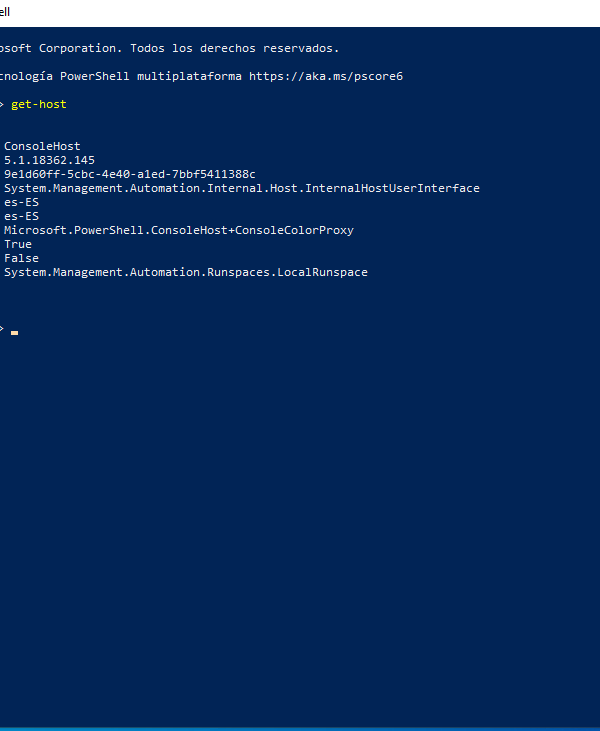 ell
osoft Corporation. Todos los derechos reservados.
cnología PowerShell multiplataforma https://aka.ms/pscore6
> get-host
ConsoleHost
5.1.18362.145
9e1d60ff-5cbc-4e40-a1ed-7bbf5411388c
System.Management.Automation.Internal.Host.InternalHostUserInterface
es-ES
es-ES
Microsoft.PowerShell.ConsoleHost+ConsoleColorProxy
True
False
System.Management.Automation.Runspaces.LocalRunspace
>